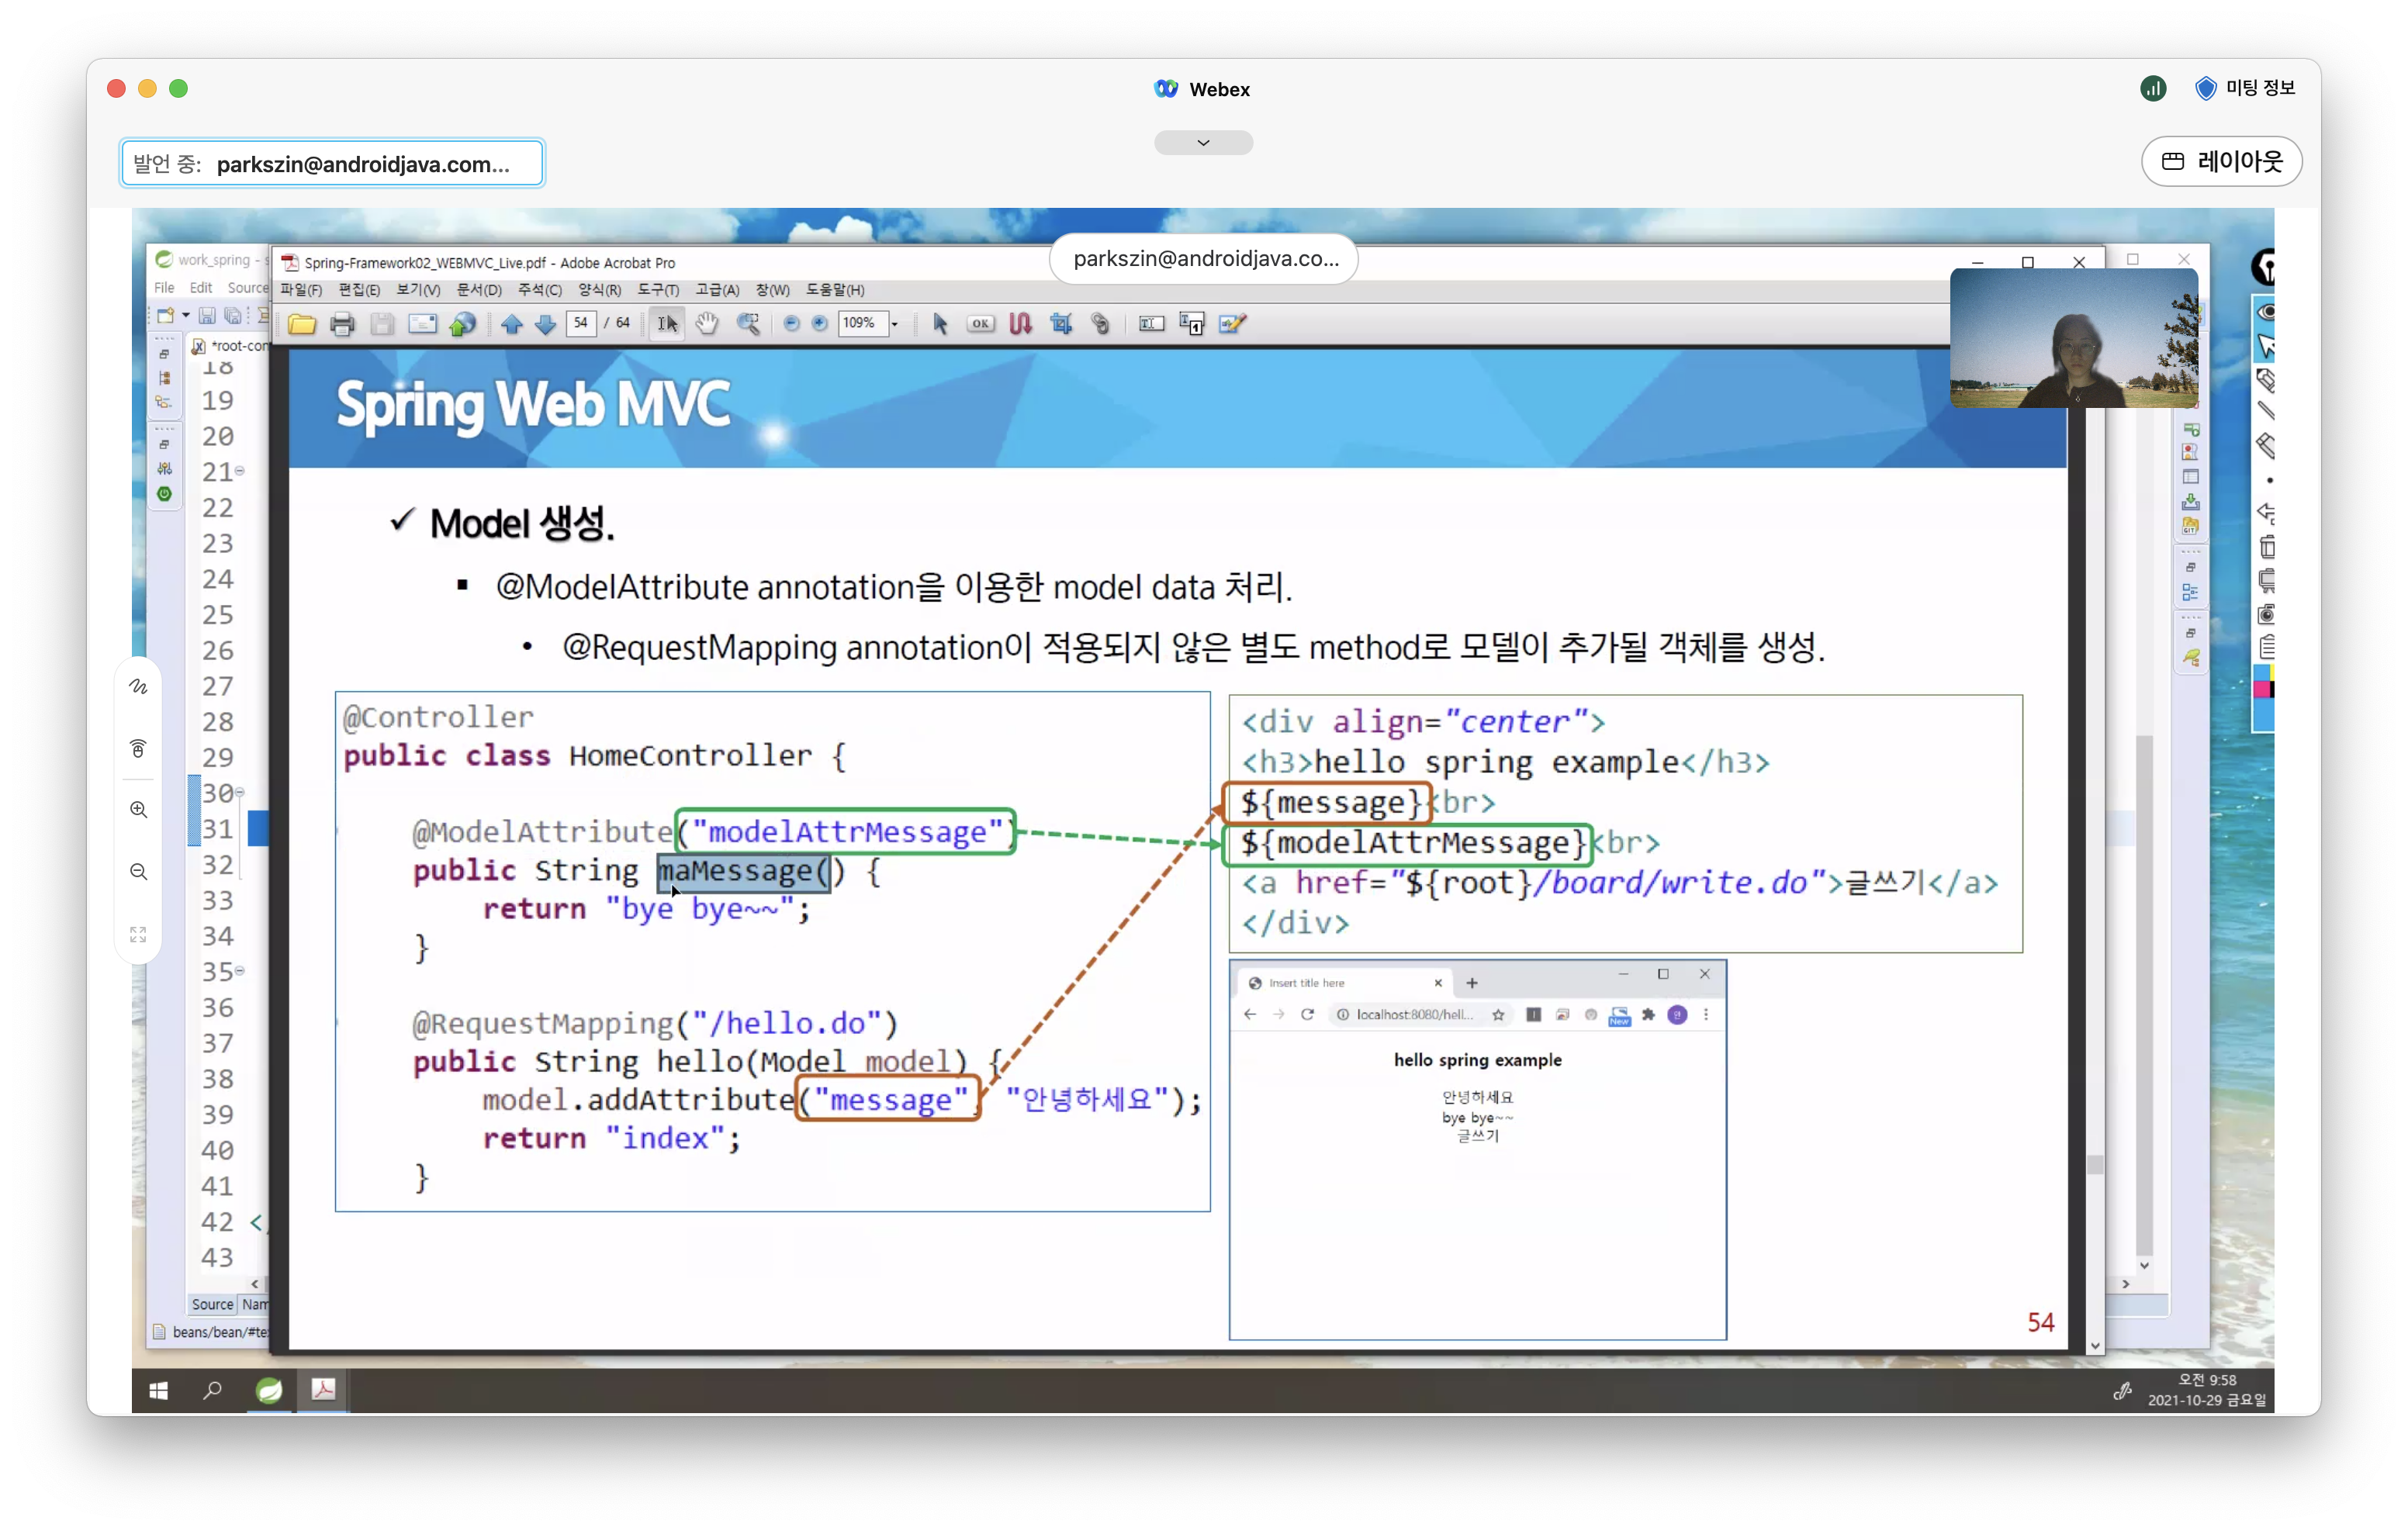 Webex
미팅 정보
발언 중: parkszin@androidjava.com...
레이아웃
parkszin@androidjava.co...
work_spring - s
File Edit Source
Spring-Framework02_WEBMVC_Live.pdf - Adobe Acrobat Pro
파일(F) 편집(E) 보기(V) 문서(D) 주석(C) 양식(R) 도구(T) 고급(A) 창(W) 도움말(H)
54 / 64 109% OK
*root-con
18
19
20
21
22
23
24
25
26
27
28
29
30
31
32
33
34
35
36
37
38
39
40
41
42 <
43
Source Nam
beans/bean/#te
Spring Web MVC
✓ Model 생성.
▪ @ModelAttribute annotation을 이용한 model data 처리.
• @RequestMapping annotation이 적용되지 않은 별도 method로 모델이 추가될 객체를 생성.
@Controller
public class HomeController {
@ModelAttribute("modelAttrMessage")
public String maMessage() {
return "bye bye~~";
}
@RequestMapping("/hello.do")
public String hello(Model model) {
model.addAttribute("message", "안녕하세요");
return "index";
}
<div align="center">
<h3>hello spring example</h3>
${message}<br>
${modelAttrMessage}<br>
<a href="${root}/board/write.do">글쓰기</a>
</div>
Insert title here
localhost:8080/hell...
New
hello spring example
안녕하세요
bye bye~~
글쓰기
54
오전 9:58
2021-10-29 금요일